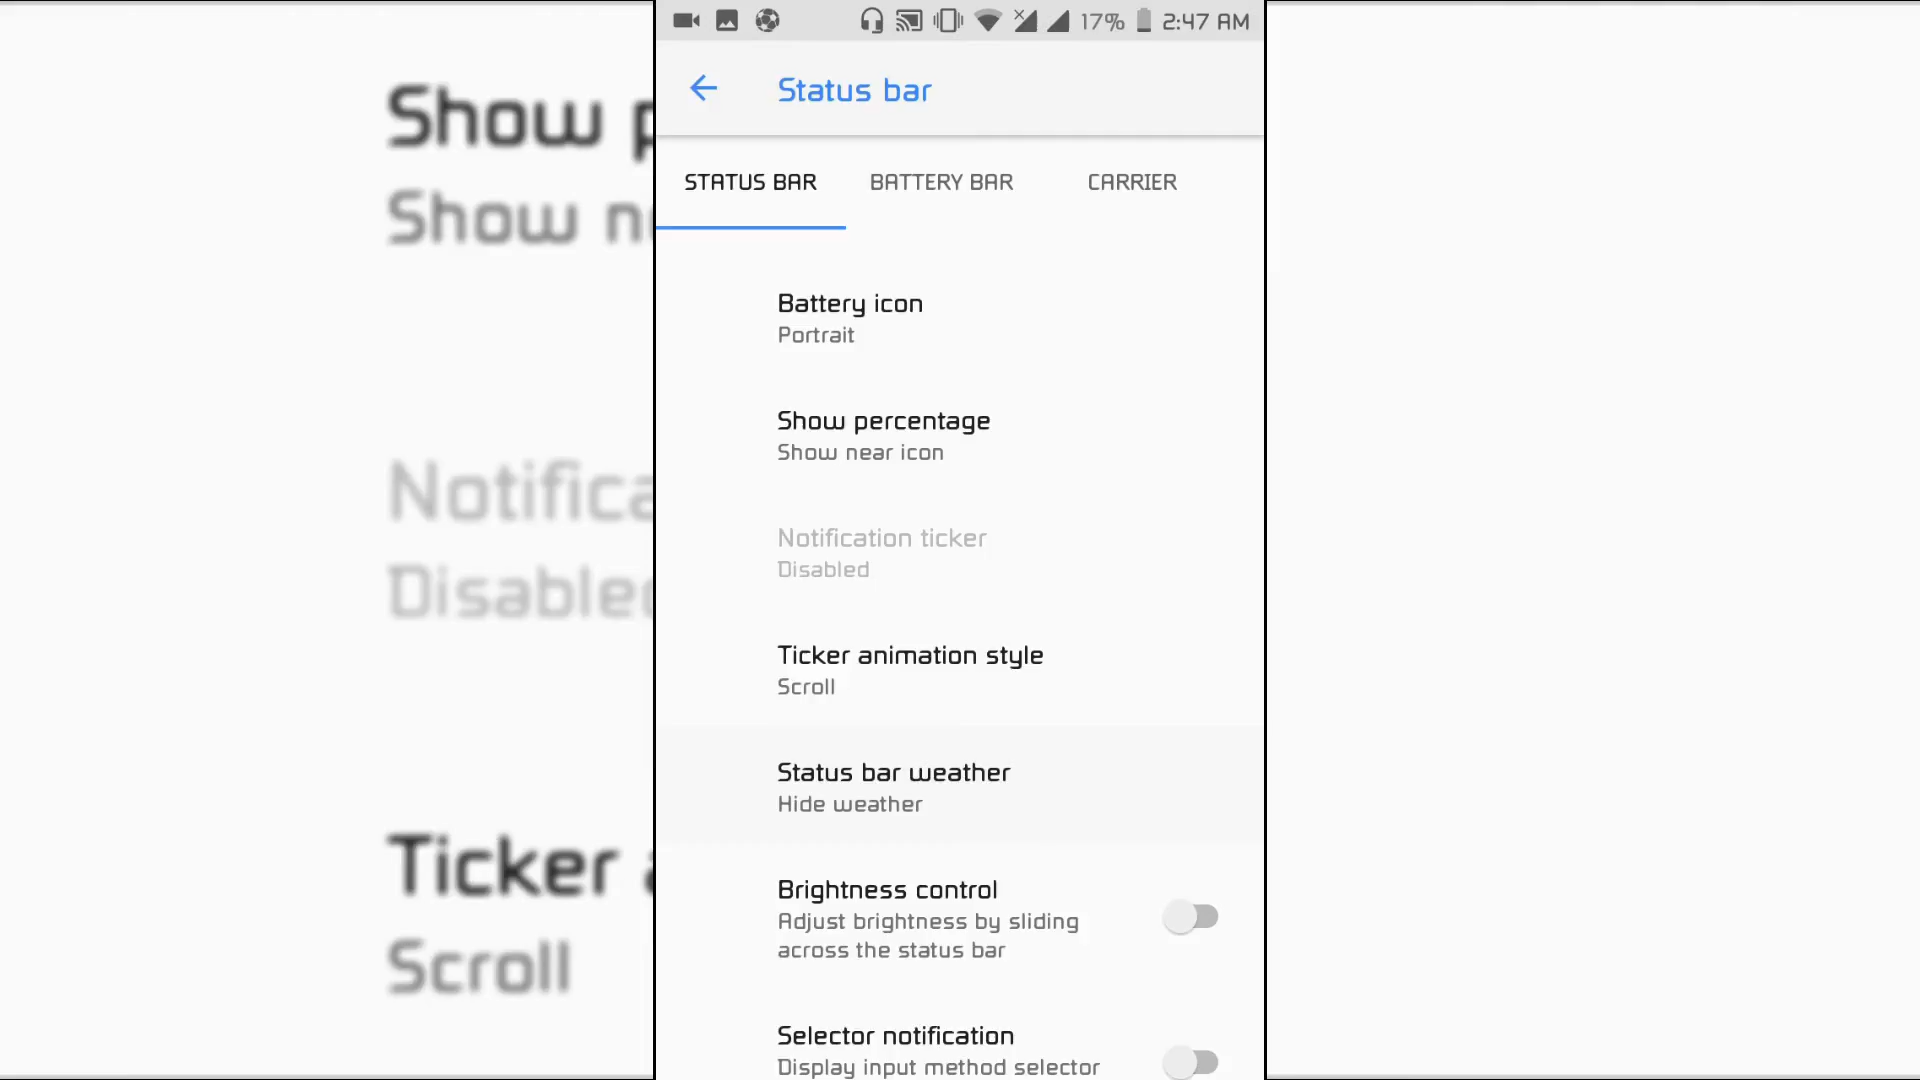 17% 2:47 AM
Status bar
STATUS BAR BATTERY BAR CARRIER
Battery icon
Portrait
Show percentage
Show near icon
Notification ticker
Disabled
Ticker animation style
Scroll
Status bar weather
Hide weather
Brightness control
Adjust brightness by sliding
across the status bar
Selector notification
Display input method selector
Show
Show
Ticker
Scroll